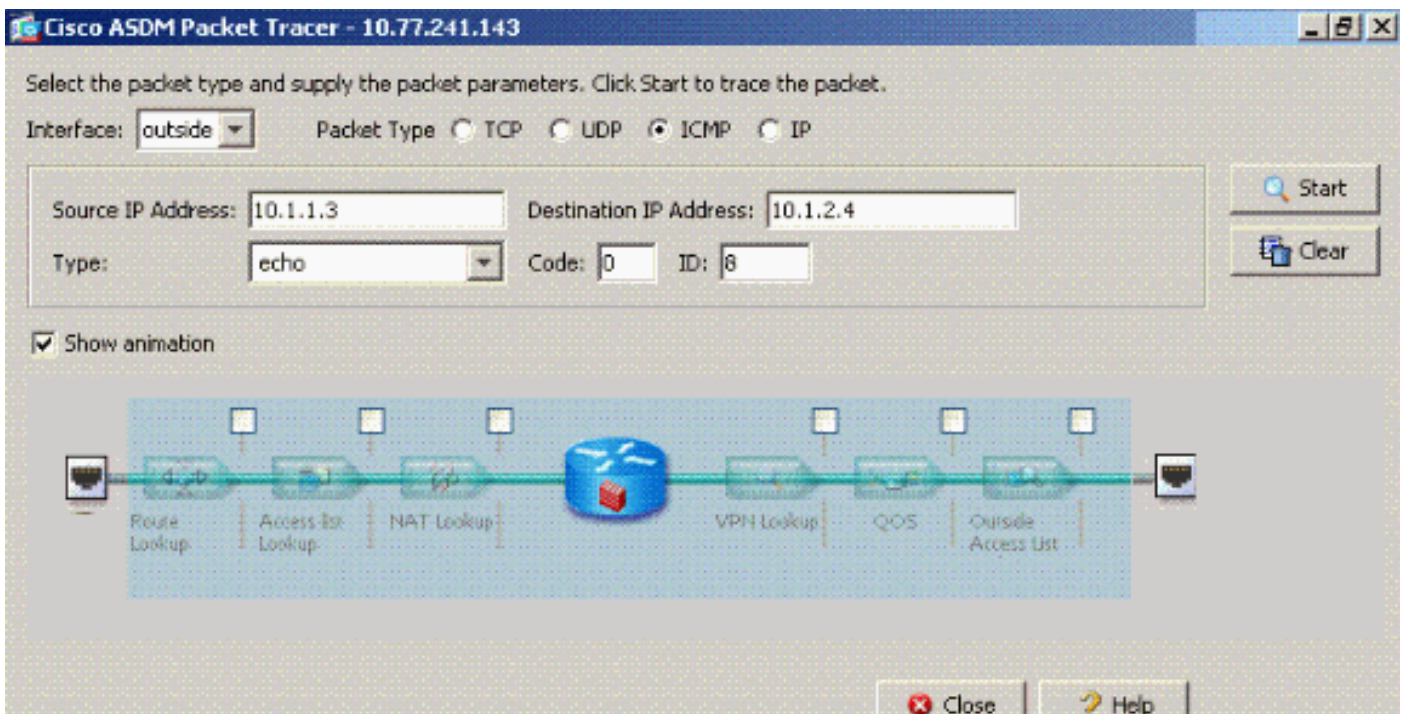 Cisco ASDM Packet Tracer - 10.77.241.143
Select the packet type and supply the packet parameters. Click Start to trace the packet.
Interface: outside Packet Type TCP UDP ICMP IP
Source IP Address: 10.1.1.3 Destination IP Address: 10.1.2.4
Start
Type: echo Code: 0 ID: 8
Clear
Show animation
Route Lookup
Access-list Lookup
NAT Lookup
VPN Lookup
QOS
Outside Access List
Close Help